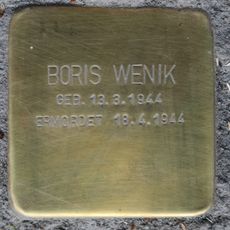 BORIS WENIK
GEB. 13.3.1944
ERMORDET 18.4.1944